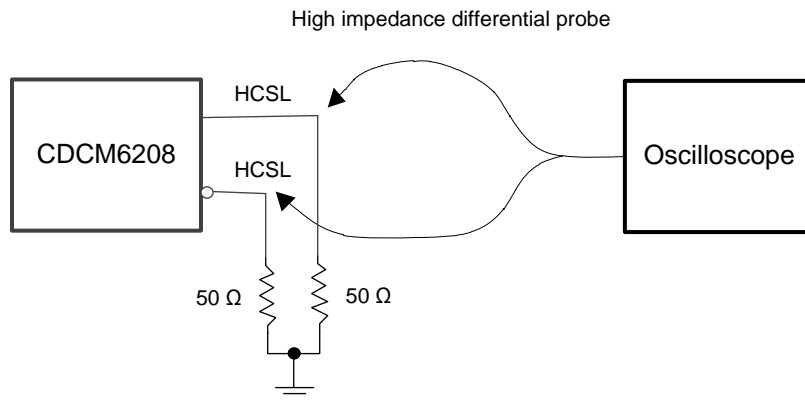 High impedance differential probe
HCSL
CDCM6208
HCSL
Oscilloscope
50 Ω
50 Ω